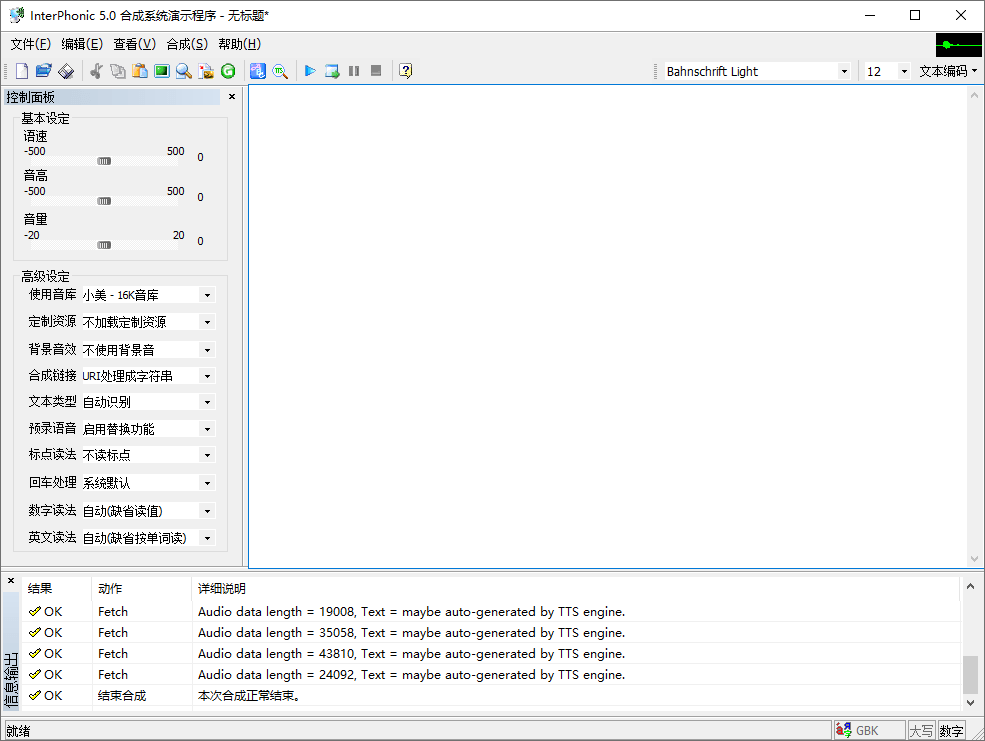 InterPhonic 5.0 合成系统演示程序 - 无标题*
文件(F) 编辑(E) 查看(V) 合成(S) 帮助(H)
Bahnschrift Light 12 文本编码
控制面板
基本设定
语速
-500 500 0
音高
-500 500 0
音量
-20 20 0
高级设定
使用音库 小美 - 16K音库
定制资源 不加载定制资源
背景音效 不使用背景音
合成链接 URI处理成字符串
文本类型 自动识别
预录语音 启用替换功能
标点读法 不读标点
回车处理 系统默认
数字读法 自动(缺省读值)
英文读法 自动(缺省按单词读)
信息输出
结果 动作 详细说明
OK Fetch Audio data length = 19008, Text = maybe auto-generated by TTS engine.
OK Fetch Audio data length = 35058, Text = maybe auto-generated by TTS engine.
OK Fetch Audio data length = 43810, Text = maybe auto-generated by TTS engine.
OK Fetch Audio data length = 24092, Text = maybe auto-generated by TTS engine.
OK 结束合成 本次合成正常结束。
就绪 GBK 大写 数字